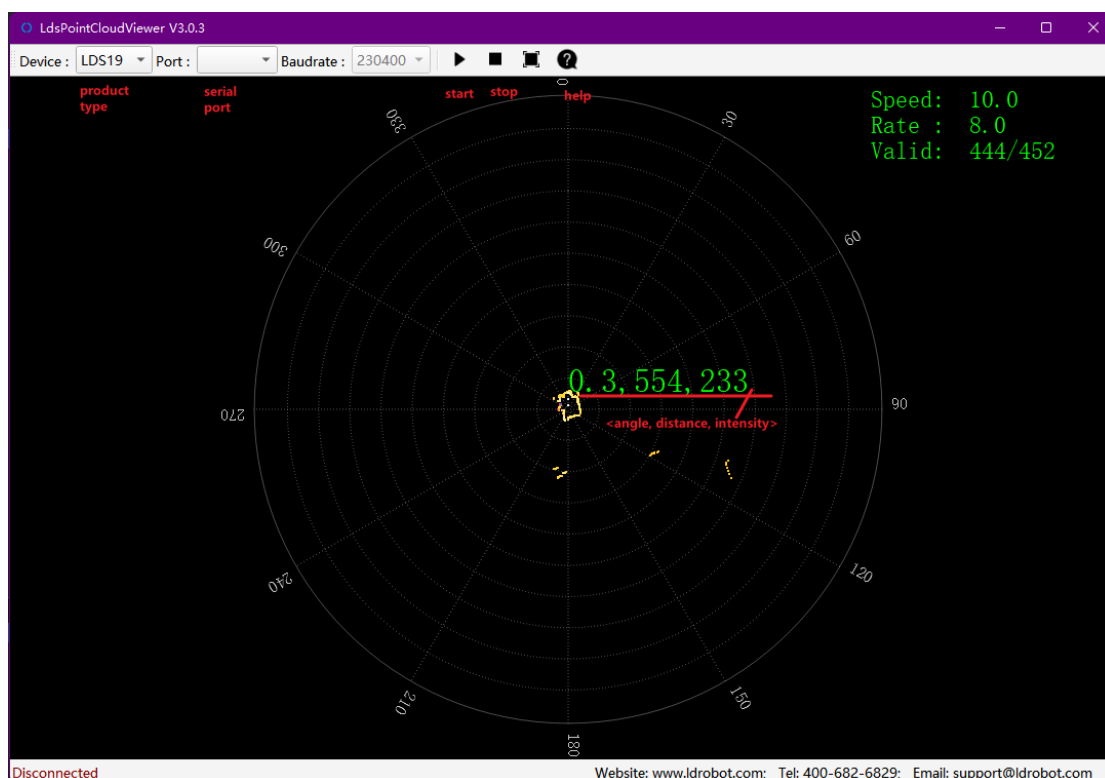 LdsPointCloudViewer V3.0.3
Device : LDS19 Port : Baudrate : 230400
product type
serial port
start
stop
help
Speed: 10.0
Rate : 8.0
Valid: 444/452
0
30
60
90
120
150
180
210
240
270
300
330
0.3,554,233
<angle, distance, intensity>
Disconnected
Website: www.ldrobot.com; Tel: 400-682-6829; Email: support@ldrobot.com